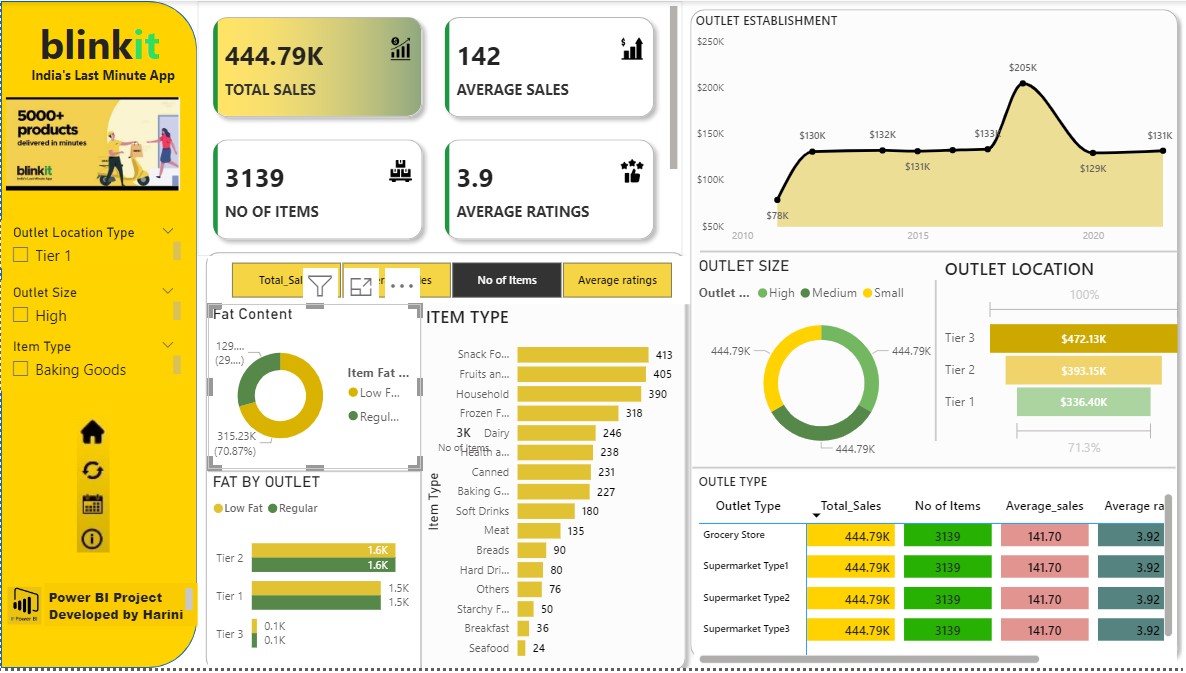 blinkit
India's Last Minute App
5000+
products
delivered in minutes
blinkit
Outlet Location Type
Tier 1
Outlet Size
High
Item Type
Baking Goods
Power BI Project
Developed by Harini
444.79K
TOTAL SALES
142
AVERAGE SALES
3139
NO OF ITEMS
3.9
AVERAGE RATINGS
No of Items
Average ratings
Fat Content
129....
(29....)
315.23K
(70.87%)
Item Fat ...
Low F...
Regul...
FAT BY OUTLET
Low Fat Regular
Tier 2 1.6K
1.6K
Tier 1 1.5K
1.5K
Tier 3 0.1K
0.1K
ITEM TYPE
Item Type
3K
No of Items
Snack Fo... 413
Fruits an... 405
Household 390
Frozen F... 318
Dairy 246
Health a... 238
Canned 231
Baking G... 227
Soft Drinks 180
Meat 135
Breads 90
Hard Dri... 80
Others 76
Starchy F... 50
Breakfast 36
Seafood 24
OUTLET ESTABLISHMENT
$250K
$200K
$150K
$100K
$50K
$78K
$130K
$132K
$131K
$133K
$205K
$129K
$131K
2010 2015 2020
OUTLET SIZE
Outlet ... High Medium Small
444.79K
444.79K
444.79K
OUTLET LOCATION
100%
Tier 3 $472.13K
Tier 2 $393.15K
Tier 1 $336.40K
71.3%
OUTLE TYPE
Outlet Type Total_Sales No of Items Average_sales Average ra
Grocery Store 444.79K 3139 141.70 3.92
Supermarket Type1 444.79K 3139 141.70 3.92
Supermarket Type2 444.79K 3139 141.70 3.92
Supermarket Type3 444.79K 3139 141.70 3.92